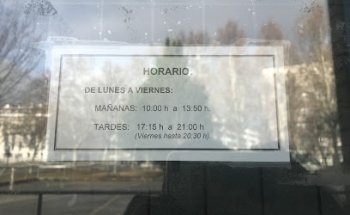 HORARIO
DE LUNES A VIERNES:
MAÑANAS: 10:00 h a 13:50 h.
TARDES: 17:15 h a 21:00 h
(Viernes hasta 20:30 h).